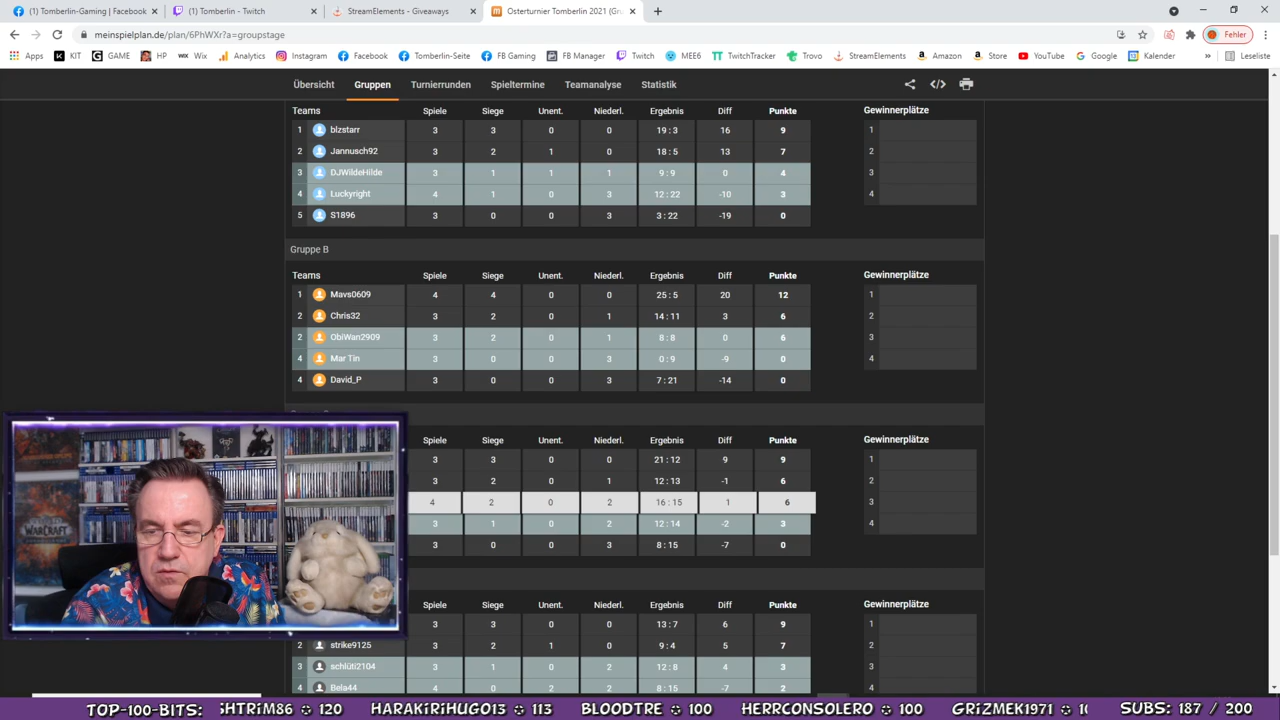 (1) Tomberlin-Gaming | Facebook
(1) Tomberlin - Twitch
StreamElements - Giveaways
Osterturnier Tomberlin 2021 (Gru
meinspielplan.de/plan/6PhWXr?a=groupstage
Fehler
Apps KIT GAME HP Wix Analytics Instagram Facebook Tomberlin-Seite FB Gaming FB Manager Twitch MEE6 TwitchTracker Trovo StreamElements Amazon Store YouTube Google Kalender » Leseliste
Übersicht Gruppen Turnierrunden Spieltermine Teamanalyse Statistik
Teams Spiele Siege Unent. Niederl. Ergebnis Diff Punkte Gewinnerplätze
1 blzstarr 3 3 0 0 19 : 3 16 9 1
2 Jannusch92 3 2 1 0 18 : 5 13 7 2
3 DJWildeHilde 3 1 1 1 9 : 9 0 4 3
4 Luckyright 4 1 0 3 12 : 22 -10 3 4
5 S1896 3 0 0 3 3 : 22 -19 0
Gruppe B
Teams Spiele Siege Unent. Niederl. Ergebnis Diff Punkte Gewinnerplätze
1 Mavs0609 4 4 0 0 25 : 5 20 12 1
2 Chris32 3 2 0 1 14 : 11 3 6 2
2 ObiWan2909 3 2 0 1 8 : 8 0 6 3
4 Mar Tin 3 0 0 3 0 : 9 -9 0 4
4 David_P 3 0 0 3 7 : 21 -14 0
Spiele Siege Unent. Niederl. Ergebnis Diff Punkte Gewinnerplätze
3 3 0 0 21 : 12 9 9 1
3 2 0 1 12 : 13 -1 6 2
4 2 0 2 16 : 15 1 6 3
3 1 0 2 12 : 14 -2 3 4
3 0 0 3 8 : 15 -7 0
Spiele Siege Unent. Niederl. Ergebnis Diff Punkte Gewinnerplätze
3 3 0 0 13 : 7 6 9 1
2 strike9125 3 2 1 0 9 : 4 5 7 2
3 schlüti2104 3 1 0 2 12 : 8 4 3 3
4 Bela44 4 0 2 2 8 : 15 -7 2 4
WARCRAFT
TOP-100-BITS: IHTRIM86 120 HARAKIRIHUGO13 113 BLOODTRE 100 HERRCONSOLERO 100 GRIZMEK1971 10 SUBS: 187 / 200